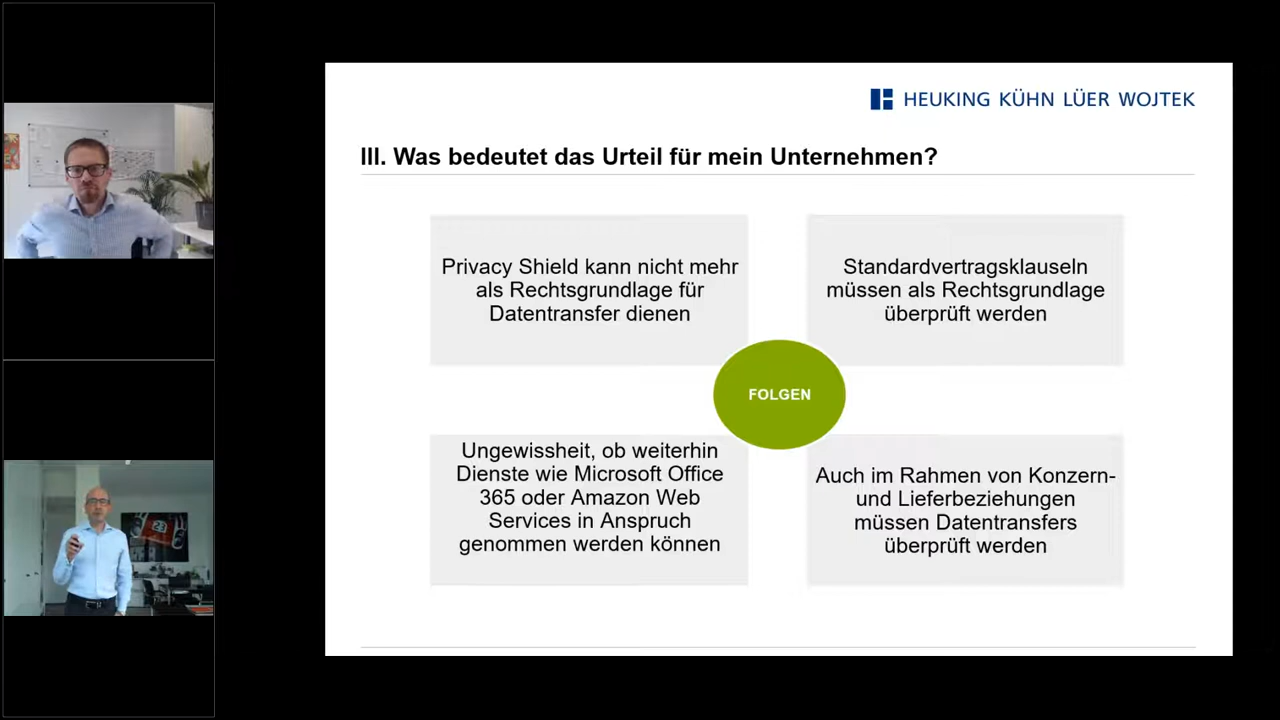 HEUKING KÜHN LÜER WOJTEK
III. Was bedeutet das Urteil für mein Unternehmen?
Privacy Shield kann nicht mehr
als Rechtsgrundlage für
Datentransfer dienen
Standardvertragsklauseln
müssen als Rechtsgrundlage
überprüft werden
FOLGEN
Ungewissheit, ob weiterhin
Dienste wie Microsoft Office
365 oder Amazon Web
Services in Anspruch
genommen werden können
Auch im Rahmen von Konzern-
und Lieferbeziehungen
müssen Datentransfers
überprüft werden
23